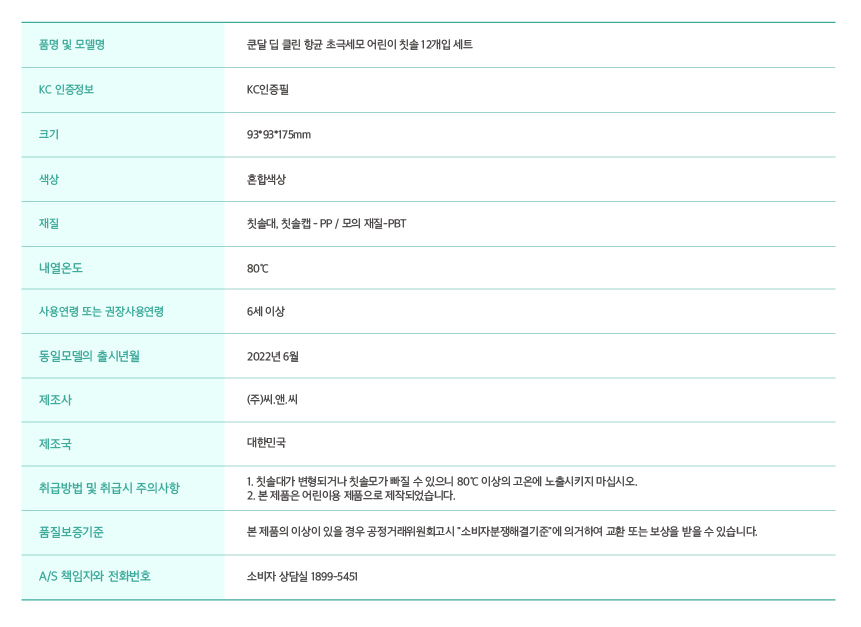 품명 및 모델명 쿤달 딥 클린 항균 초극세모 어린이 칫솔 12개입 세트
KC 인증정보 KC인증필
크기 93*93*175mm
색상 혼합색상
재질 칫솔대, 칫솔캡 - PP / 모의 재질-PBT
내열온도 80℃
사용연령 또는 권장사용연령 6세 이상
동일모델의 출시년월 2022년 6월
제조사 (주)씨.앤.씨
제조국 대한민국
취급방법 및 취급시 주의사항 1. 칫솔대가 변형되거나 칫솔모가 빠질 수 있으니 80℃ 이상의 고온에 노출시키지 마십시오.
2. 본 제품은 어린이용 제품으로 제작되었습니다.
품질보증기준 본 제품의 이상이 있을 경우 공정거래위원회고시 "소비자분쟁해결기준"에 의거하여 교환 또는 보상을 받을 수 있습니다.
A/S 책임자와 전화번호 소비자 상담실 1899-5451